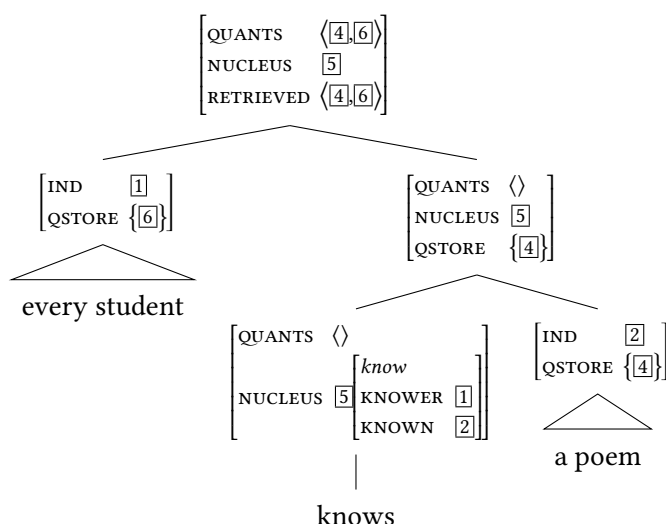 QUANTS ⟨4,6⟩
NUCLEUS 5
RETRIEVED ⟨4,6⟩
IND 1
QSTORE {6}
every student
QUANTS ⟨⟩
NUCLEUS 5
QSTORE {4}
QUANTS ⟨⟩
NUCLEUS 5
know
KNOWER 1
KNOWN 2
knows
IND 2
QSTORE {4}
a poem